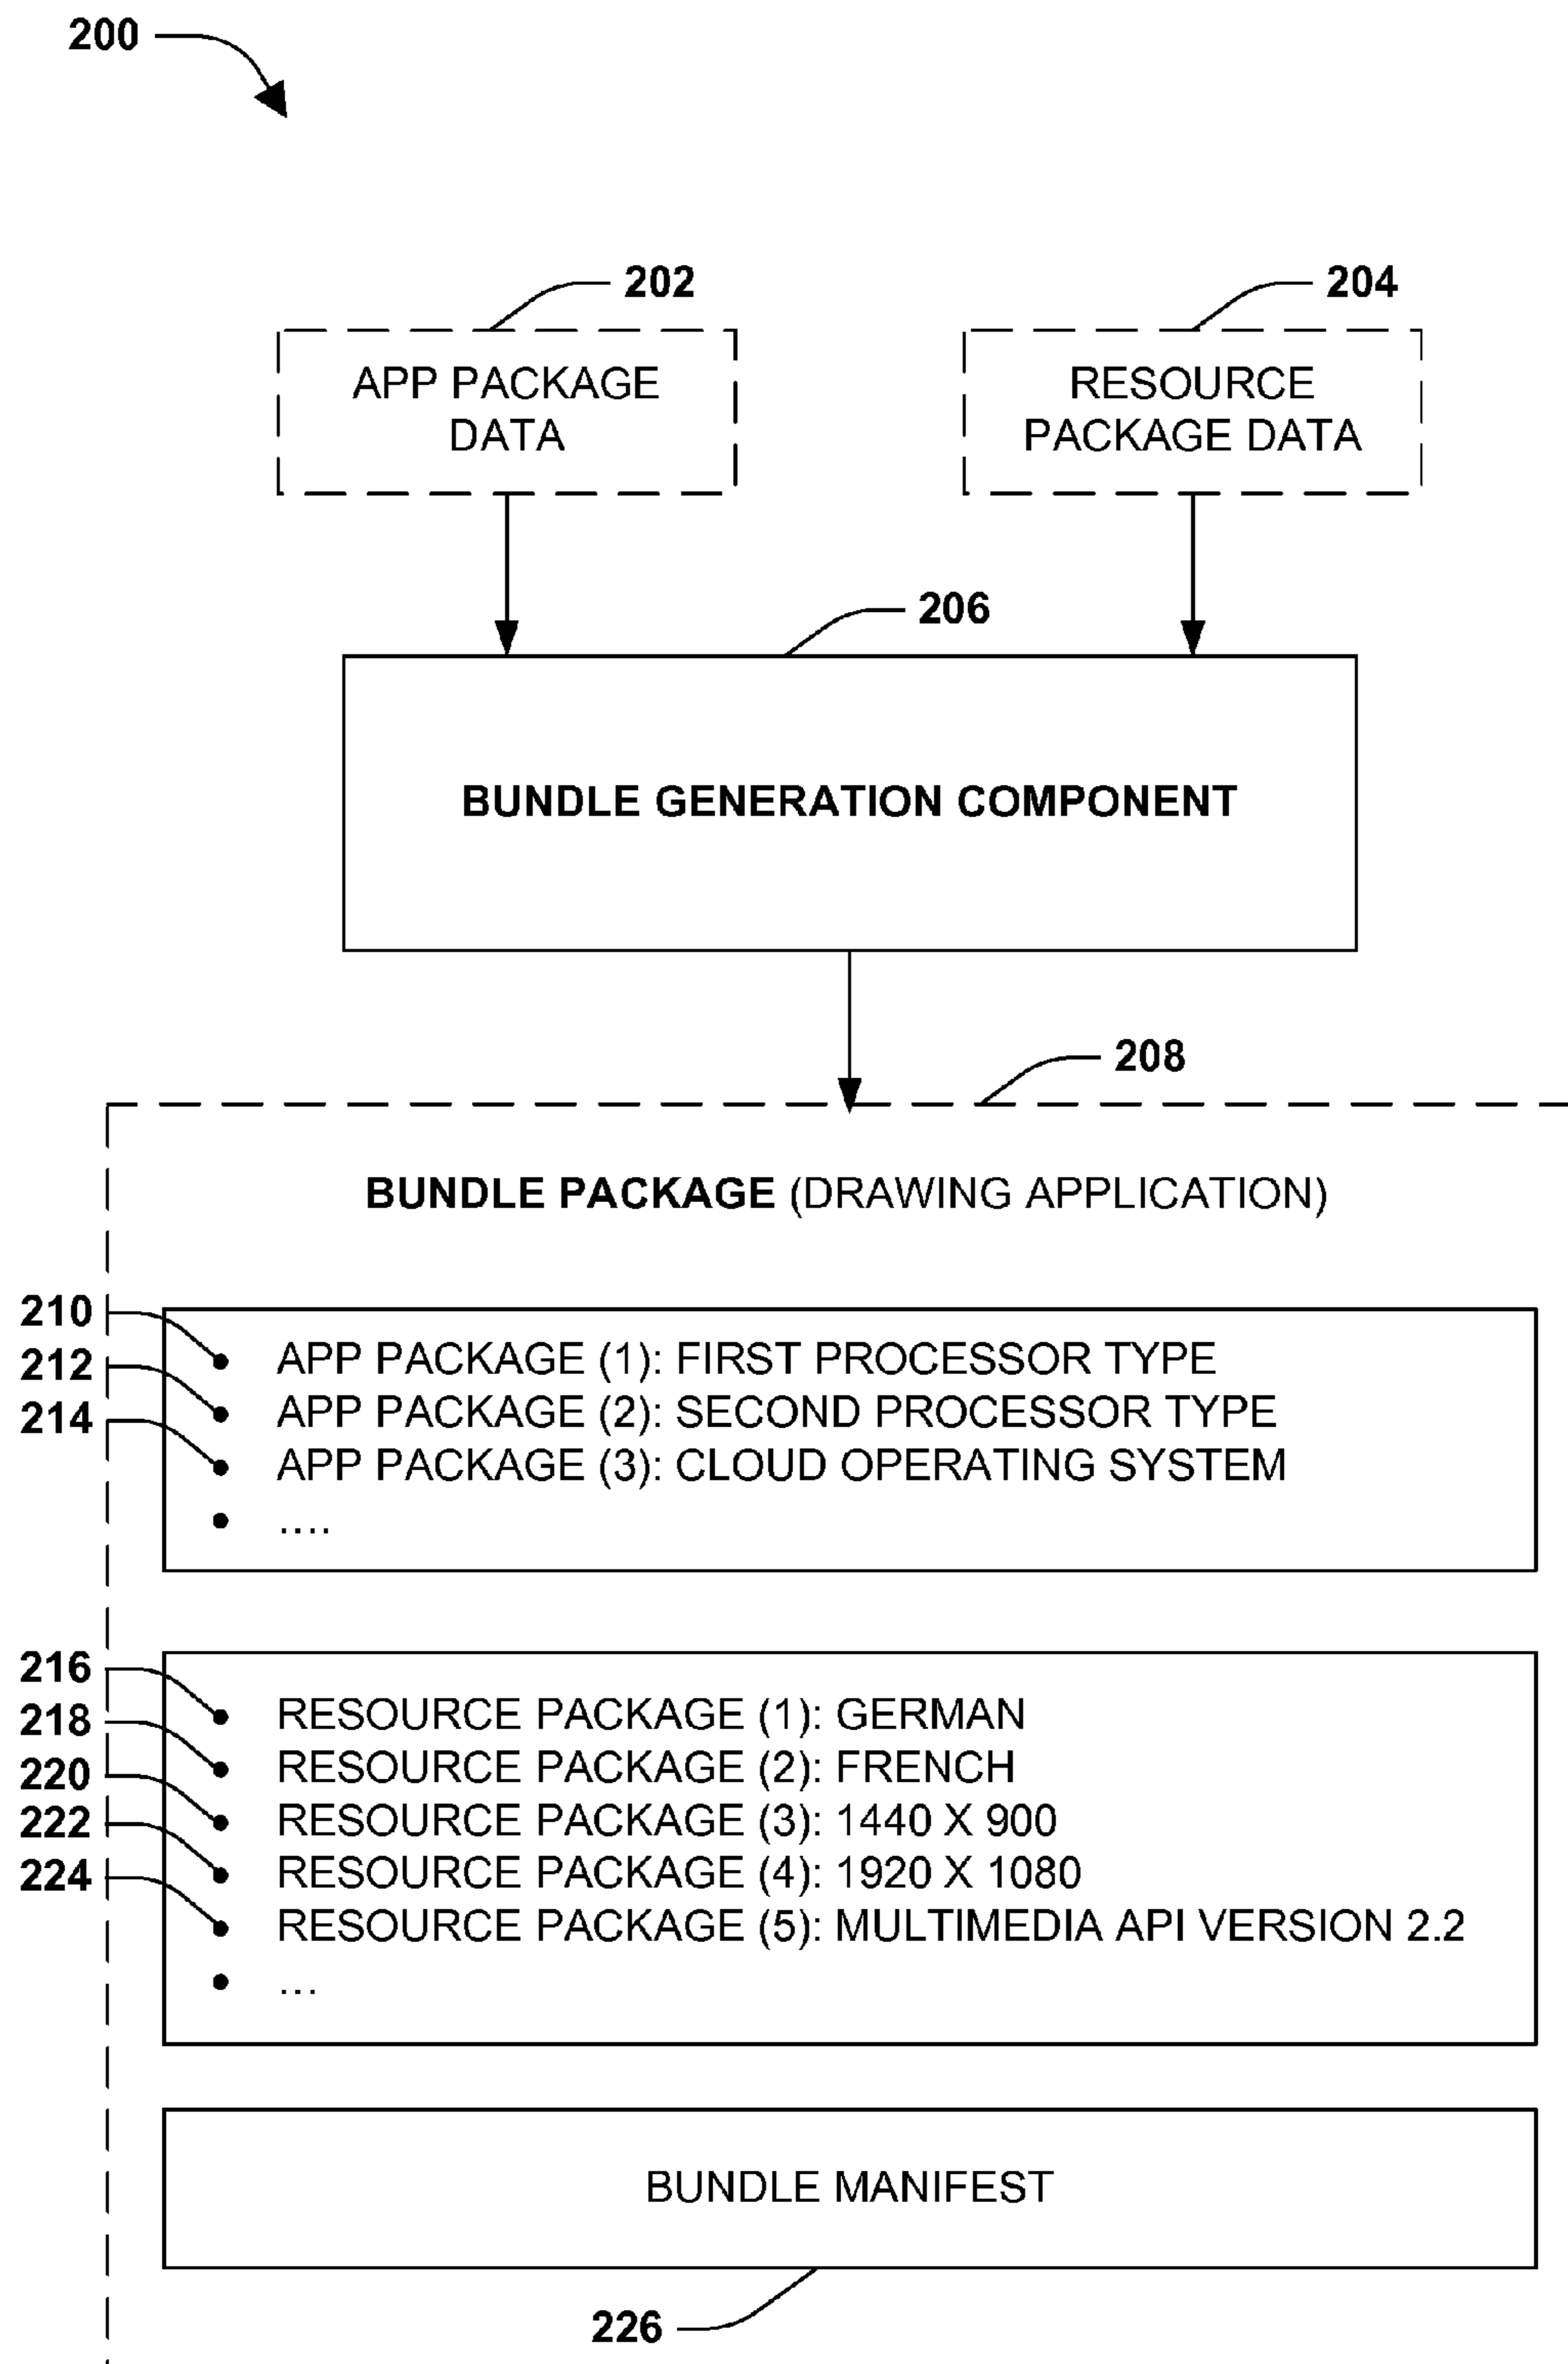 200
202
204
APP PACKAGE
DATA
RESOURCE
PACKAGE DATA
206
BUNDLE GENERATION COMPONENT
208
BUNDLE PACKAGE (DRAWING APPLICATION)
210
• APP PACKAGE (1): FIRST PROCESSOR TYPE
212
• APP PACKAGE (2): SECOND PROCESSOR TYPE
214
• APP PACKAGE (3): CLOUD OPERATING SYSTEM
• ....
216
• RESOURCE PACKAGE (1): GERMAN
218
• RESOURCE PACKAGE (2): FRENCH
220
• RESOURCE PACKAGE (3): 1440 X 900
222
• RESOURCE PACKAGE (4): 1920 X 1080
224
• RESOURCE PACKAGE (5): MULTIMEDIA API VERSION 2.2
• ...
BUNDLE MANIFEST
226